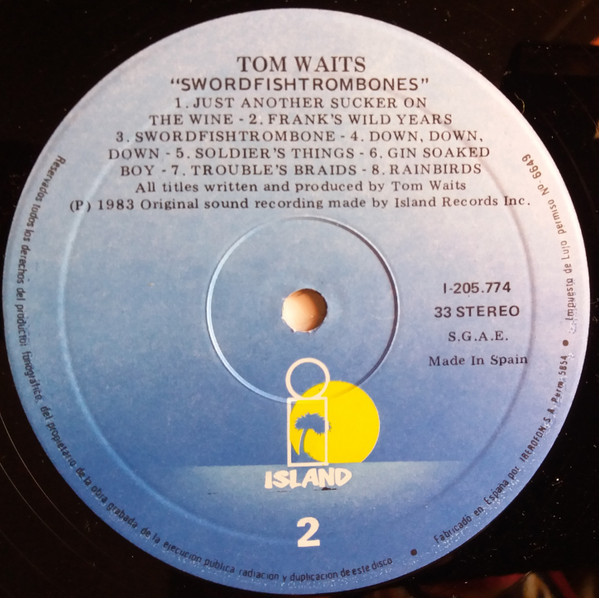 TOM WAITS
"SWORDFISHTROMBONES"
1. JUST ANOTHER SUCKER ON
THE WINE - 2. FRANK'S WILD YEARS
3. SWORDFISHTROMBONE - 4. DOWN, DOWN,
DOWN - 5. SOLDIER'S THINGS - 6. GIN SOAKED
BOY - 7. TROUBLE'S BRAIDS - 8. RAINBIRDS
All titles written and produced by Tom Waits
(P) 1983 Original sound recording made by Island Records Inc.
I-205.774
33 STEREO
S.G.A.E.
Made In Spain
ISLAND
2
Reservados todos los derechos del productor fonográfico, del propietario de la obra grabada, de la ejecución pública, radiación y duplicación de este disco
• Fabricado en España por IBEROFON, S. A. Perm. 5854 • Impuesto de Lujo permiso Nº 6649